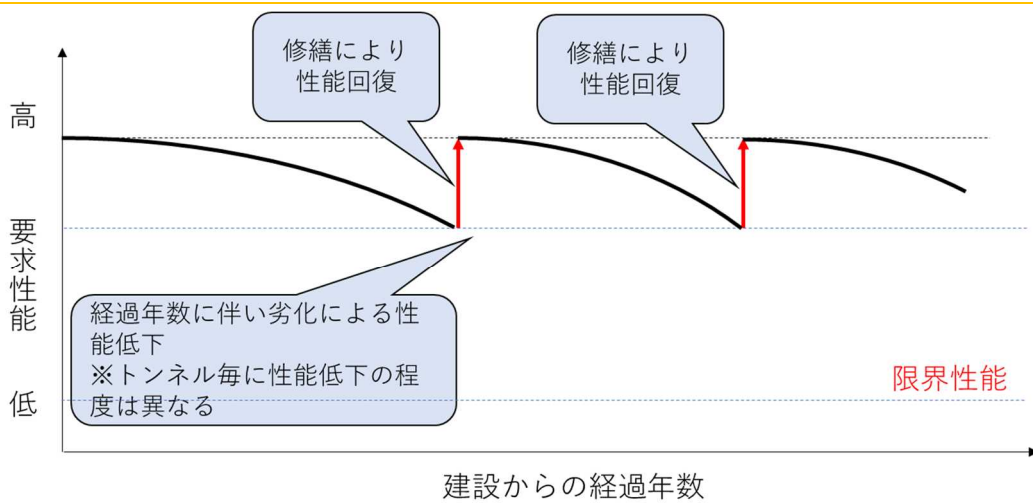 修繕により
性能回復
修繕により
性能回復
高
要求性能
低
経過年数に伴い劣化による性
能低下
※トンネル毎に性能低下の程
度は異なる
限界性能
建設からの経過年数